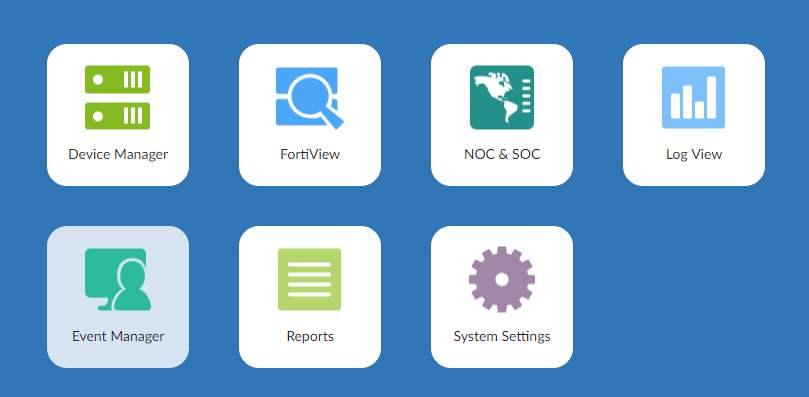 Device Manager
FortiView
NOC & SOC
Log View
Event Manager
Reports
System Settings